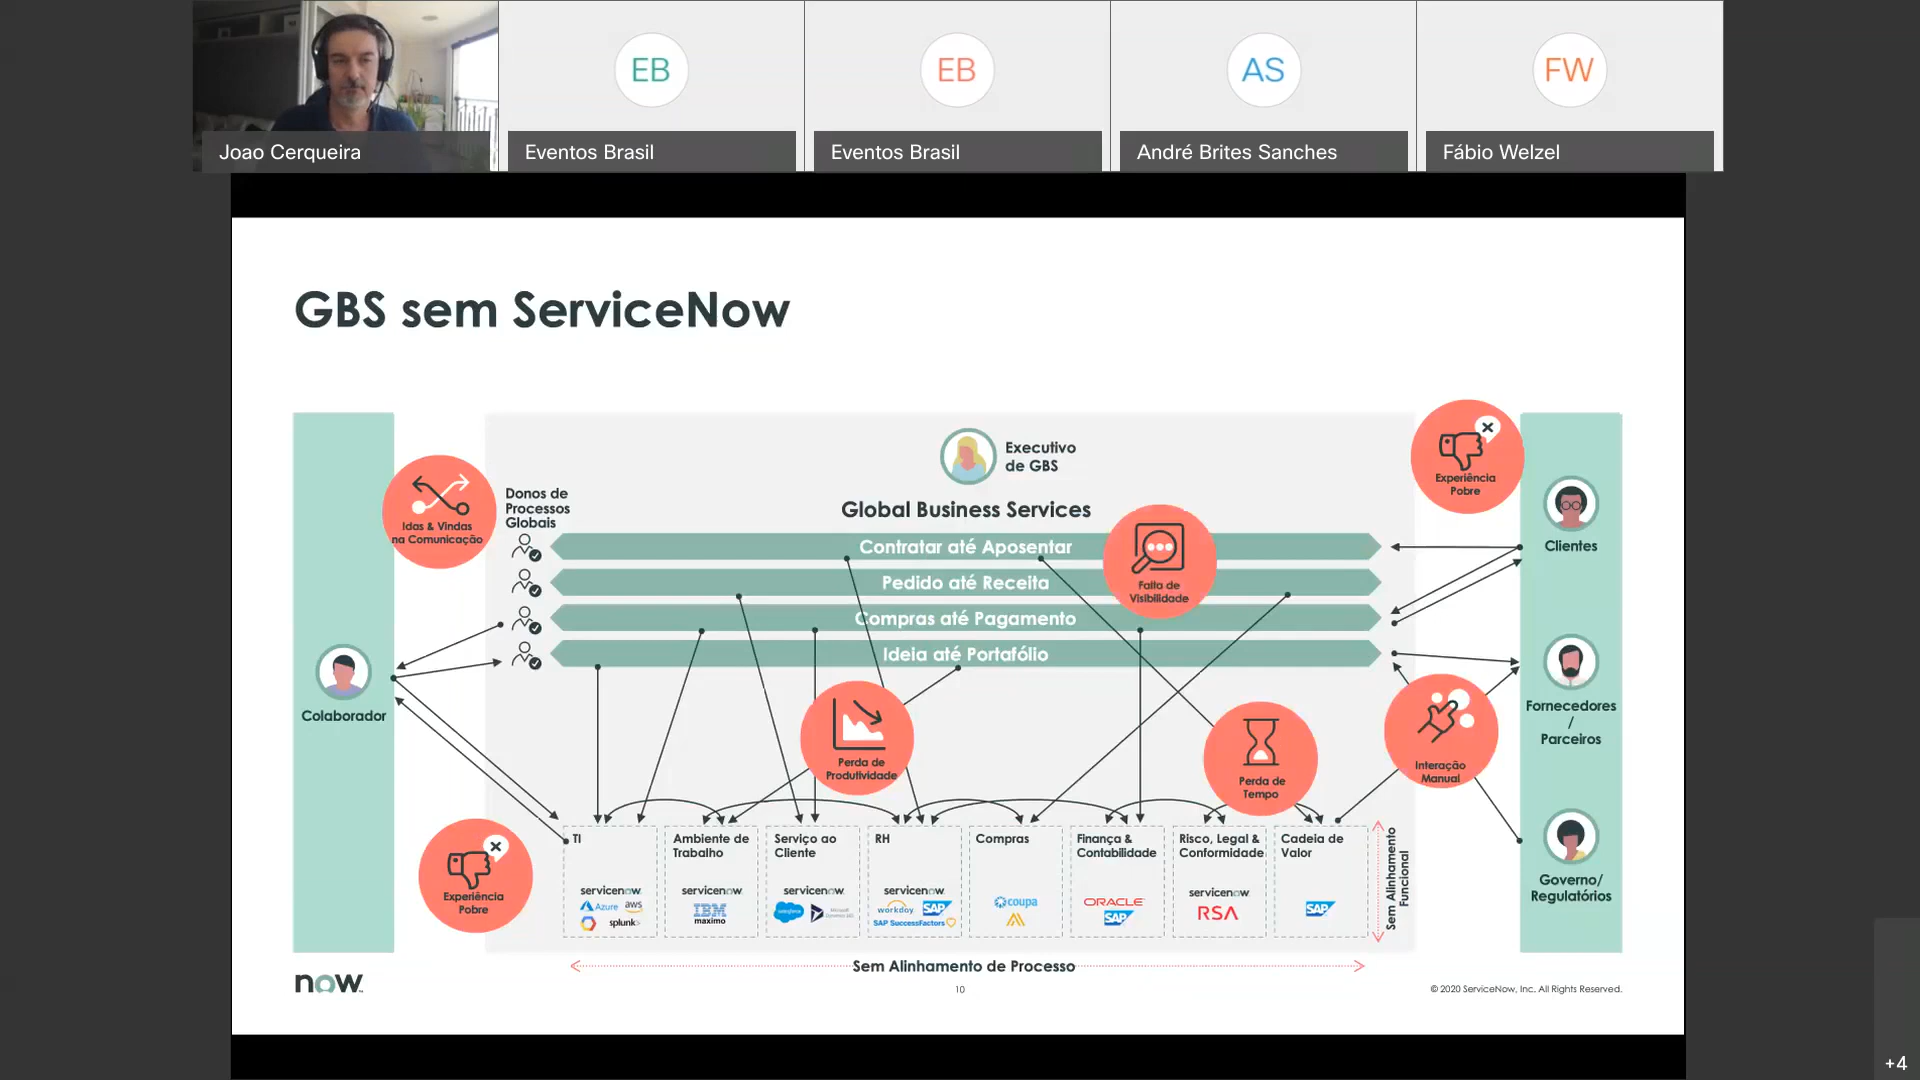 EB
EB
AS
FW
Joao Cerqueira
Eventos Brasil
Eventos Brasil
André Brites Sanches
Fábio Welzel
GBS sem ServiceNow
Executivo
de GBS
Experiência
Pobre
Idas & Vindas
na Comunicação
Donos de
Processos
Globais
Global Business Services
Contratar até Aposentar
Pedido até Receita
Compras até Pagamento
Ideia até Portafólio
Falta de
Visibilidade
Clientes
Colaborador
Fornecedores
/
Parceiros
Perda de
Produtividade
Perda de
Tempo
Interação
Manual
Experiência
Pobre
TI
servicenow
Azure
aws
splunk>
Ambiente de
Trabalho
servicenow
IBM
maximo
Serviço ao
Cliente
servicenow
salesforce
Microsoft
Dynamics 365
RH
servicenow
workday
SAP
SAP SuccessFactors
Compras
coupa
Finança &
Contabilidade
ORACLE
SAP
Risco, Legal &
Conformidade
servicenow
RSA
Cadeia de
Valor
SAP
Sem Alinhamento
Funcional
Governo/
Regulatórios
Sem Alinhamento de Processo
now
10
© 2020 ServiceNow, Inc. All Rights Reserved.
+4